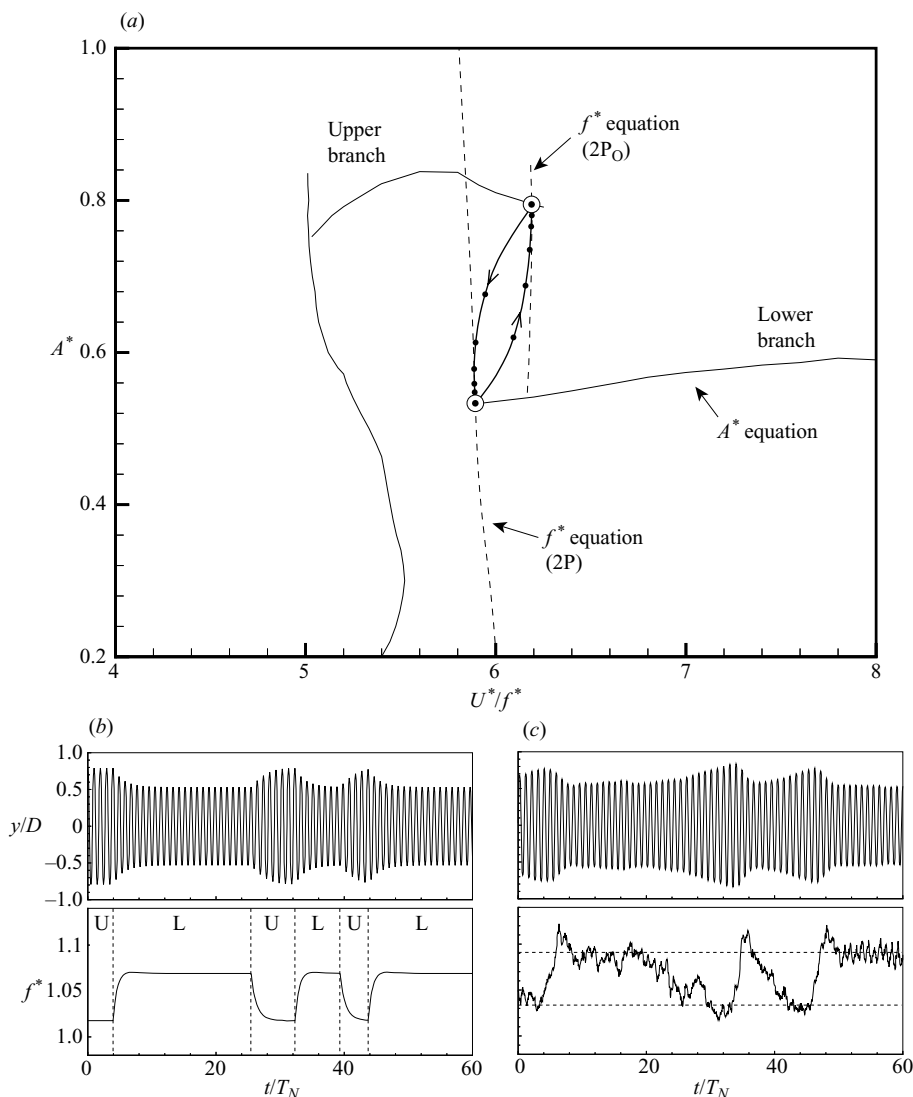 (a)
1.0
0.8
A* 0.6
0.4
0.2
4 5 6 7 8
U*/f*
Upper
branch
f* equation
(2P_O)
Lower
branch
A* equation
f* equation
(2P)
(b)
1.0
0.5
y/D 0
–0.5
–1.0
U L U L U L
1.10
f* 1.05
1.00
0 20 40 60
t/T_N
(c)
0 20 40 60
t/T_N